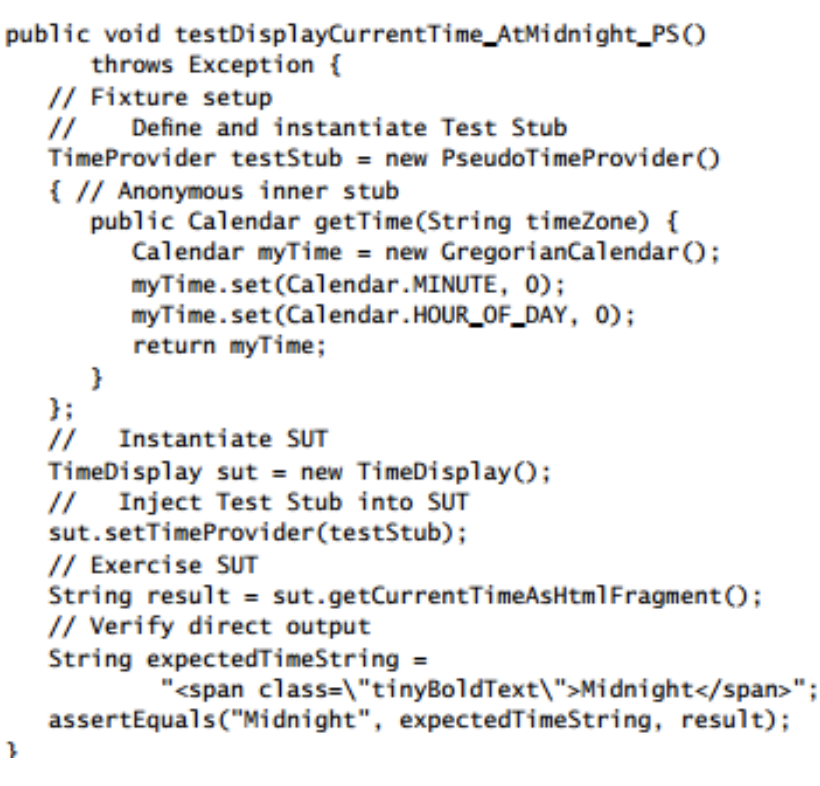 public void testDisplayCurrentTime_AtMidnight_PS()
      throws Exception {
   // Fixture setup
   //    Define and instantiate Test Stub
   TimeProvider testStub = new PseudoTimeProvider()
   { // Anonymous inner stub
      public Calendar getTime(String timeZone) {
         Calendar myTime = new GregorianCalendar();
         myTime.set(Calendar.MINUTE, 0);
         myTime.set(Calendar.HOUR_OF_DAY, 0);
         return myTime;
      }
   };
   //   Instantiate SUT
   TimeDisplay sut = new TimeDisplay();
   //   Inject Test Stub into SUT
   sut.setTimeProvider(testStub);
   // Exercise SUT
   String result = sut.getCurrentTimeAsHtmlFragment();
   // Verify direct output
   String expectedTimeString =
           "<span class=\"tinyBoldText\">Midnight</span>";
   assertEquals("Midnight", expectedTimeString, result);
}